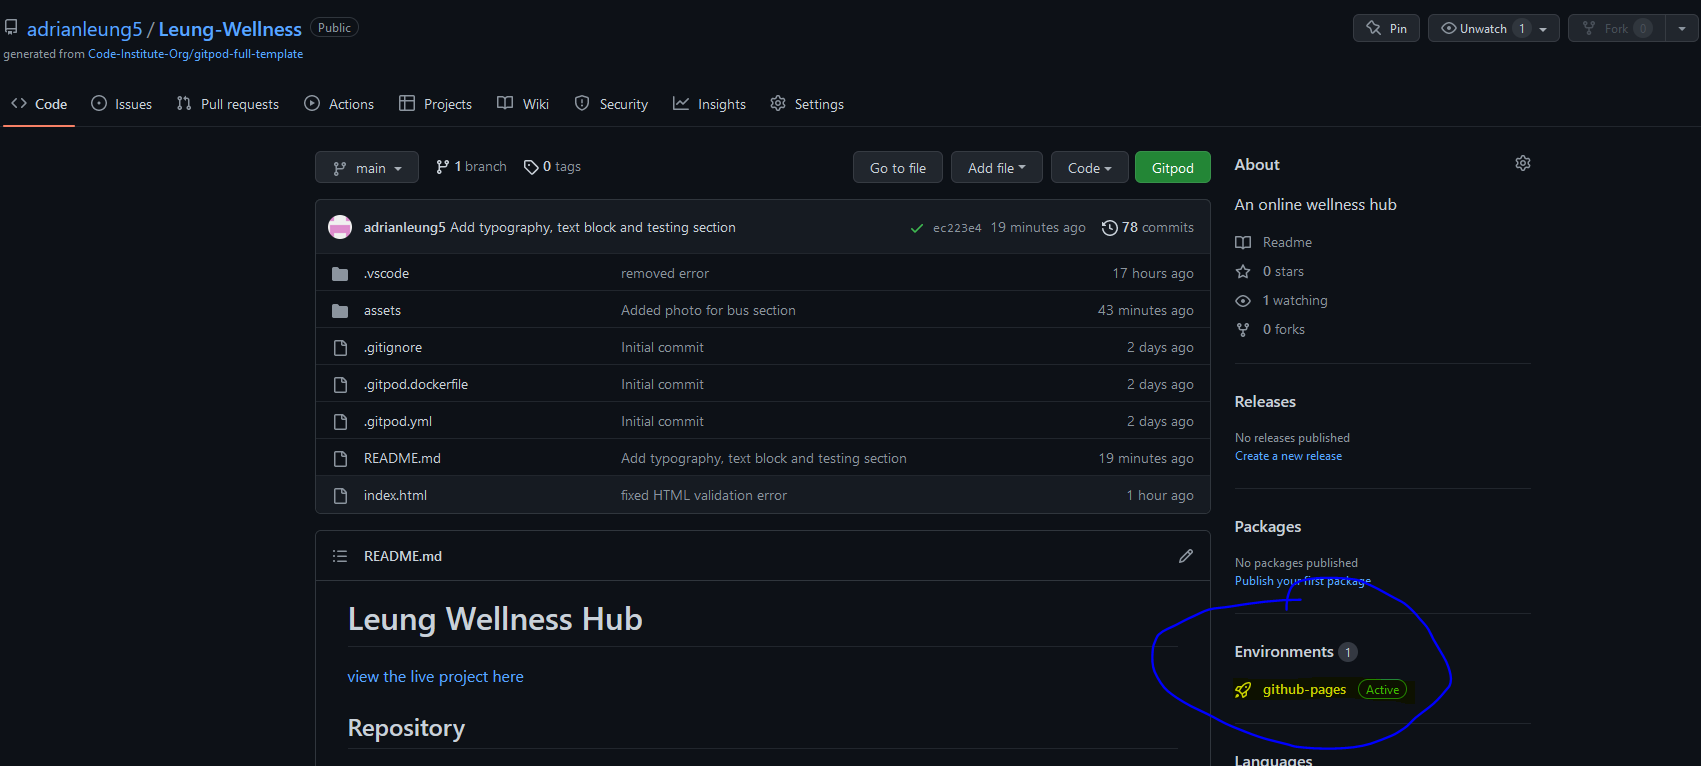 adrianleung5 / Leung-Wellness Public Pin Unwatch 1 Fork 0
generated from Code-Institute-Org/gitpod-full-template
Code Issues Pull requests Actions Projects Wiki Security Insights Settings
main 1 branch 0 tags Go to file Add file Code Gitpod
adrianleung5 Add typography, text block and testing section ec223e4 19 minutes ago 78 commits
.vscode removed error 17 hours ago
assets Added photo for bus section 43 minutes ago
.gitignore Initial commit 2 days ago
.gitpod.dockerfile Initial commit 2 days ago
.gitpod.yml Initial commit 2 days ago
README.md Add typography, text block and testing section 19 minutes ago
index.html fixed HTML validation error 1 hour ago
README.md
Leung Wellness Hub
view the live project here
Repository
About
An online wellness hub
Readme
0 stars
1 watching
0 forks
Releases
No releases published
Create a new release
Packages
No packages published
Publish your first package
Environments 1
github-pages Active
Languages